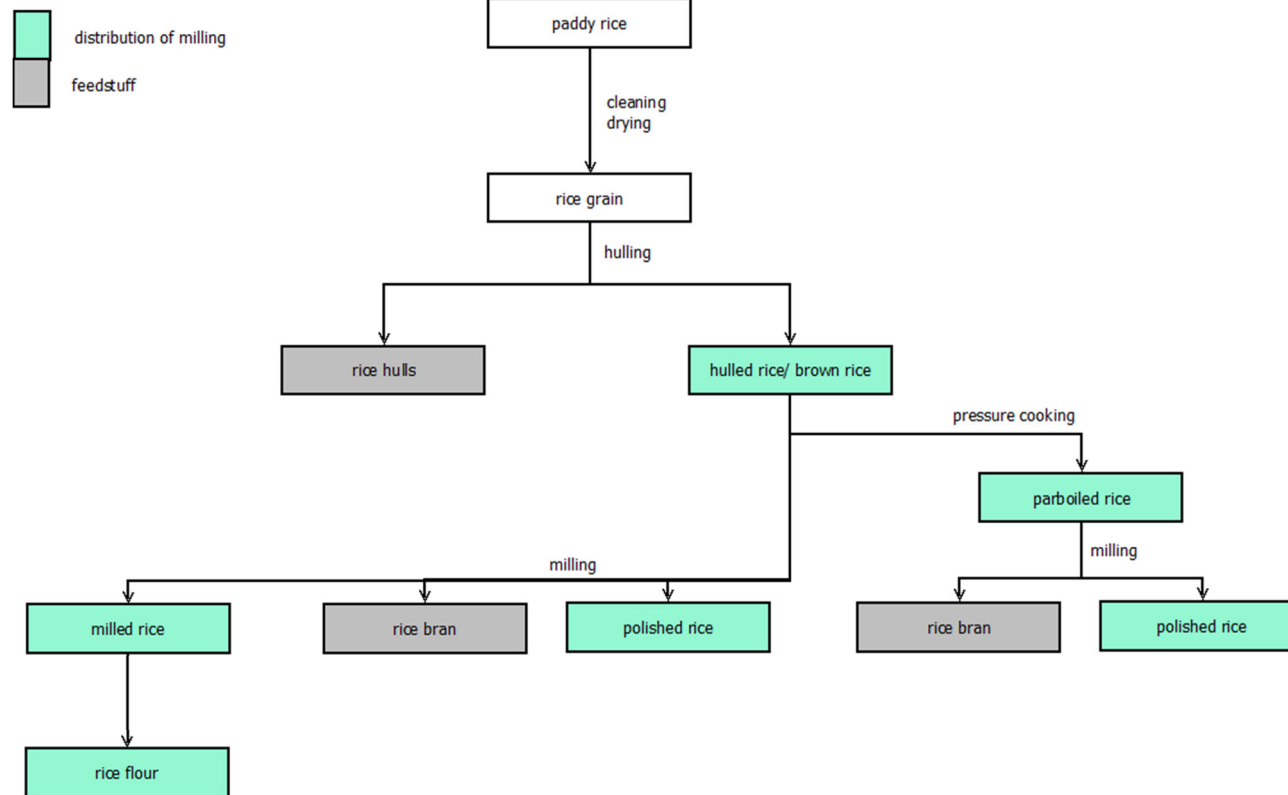 distribution of milling
feedstuff
paddy rice
cleaning
drying
rice grain
hulling
rice hulls
hulled rice/ brown rice
pressure cooking
parboiled rice
milling
milling
milled rice
rice bran
polished rice
rice bran
polished rice
rice flour